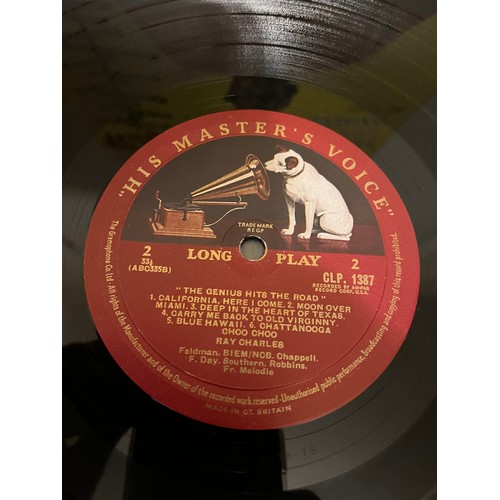 "HIS MASTER'S VOICE"
TRADE MARK
REGD
2 LONG PLAY 2
33⅓
(ABO335B)
CLP. 1387
RECORDED BY AM-PAR
RECORD CORP. U.S.A.
"THE GENIUS HITS THE ROAD"
1. CALIFORNIA, HERE I COME. 2. MOON OVER
MIAMI. 3. DEEP IN THE HEART OF TEXAS.
4. CARRY ME BACK TO OLD VIRGINNY.
5. BLUE HAWAII. 6. CHATTANOOGA
CHOO CHOO
RAY CHARLES
Feldman. BIEM/NCB. Chappell.
F. Day. Southern. Robbins.
Fr. Melodie
The Gramophone Co. Ltd. - All rights of the Manufacturer and of the Owner of the recorded work reserved - Unauthorised public performance, broadcasting and copying of this record prohibited.
MADE IN GT. BRITAIN